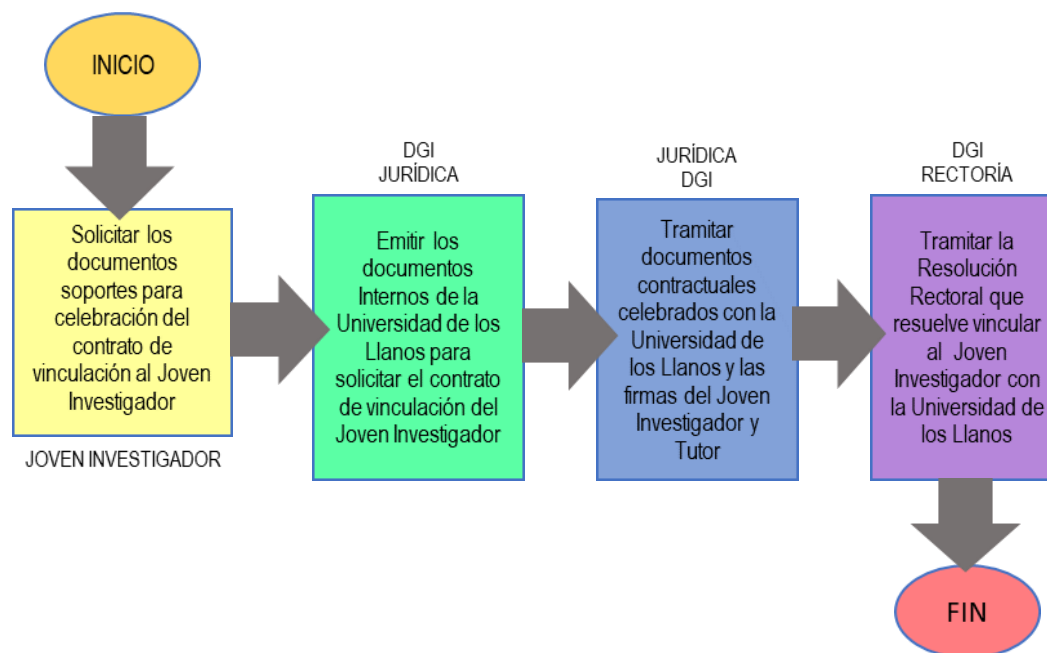 INICIO
Solicitar los
documentos
soportes para
celebración del
contrato de
vinculación al Joven
Investigador
JOVEN INVESTIGADOR
DGI
JURÍDICA
Emitir los
documentos
Internos de la
Universidad de los
Llanos para
solicitar el contrato
de vinculación del
Joven Investigador
JURÍDICA
DGI
Tramitar
documentos
contractuales
celebrados con la
Universidad de
los Llanos y las
firmas del Joven
Investigador y
Tutor
DGI
RECTORÍA
Tramitar la
Resolución
Rectoral que
resuelve vincular
al Joven
Investigador con
la Universidad de
los Llanos
FIN